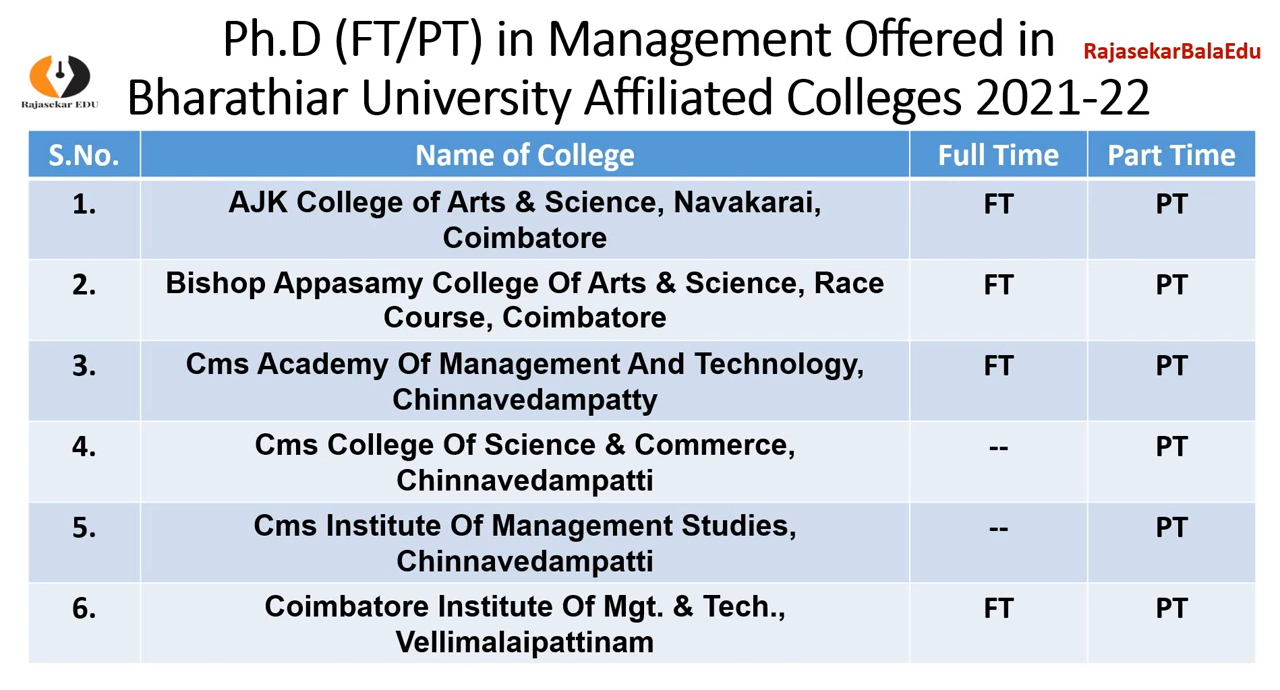 Ph.D (FT/PT) in Management Offered in
Bharathiar University Affiliated Colleges 2021-22
RajasekarBalaEdu
Rajasekar EDU
S.No. Name of College Full Time Part Time
1. AJK College of Arts & Science, Navakarai, FT PT
Coimbatore
2. Bishop Appasamy College Of Arts & Science, Race FT PT
Course, Coimbatore
3. Cms Academy Of Management And Technology, FT PT
Chinnavedampatty
4. Cms College Of Science & Commerce, -- PT
Chinnavedampatti
5. Cms Institute Of Management Studies, -- PT
Chinnavedampatti
6. Coimbatore Institute Of Mgt. & Tech., FT PT
Vellimalaipattinam